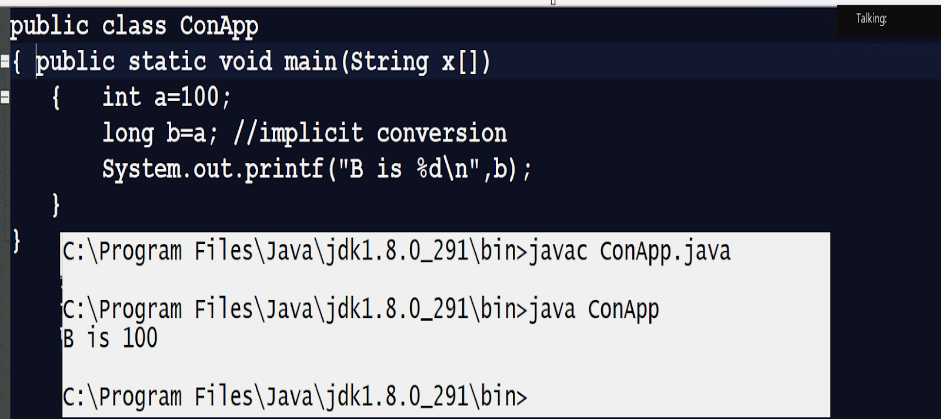 Talking:
public class ConApp
{ public static void main(String x[])
{ int a=100;
long b=a; //implicit conversion
System.out.printf("B is %d\n",b);
}
}
C:\Program Files\Java\jdk1.8.0_291\bin>javac ConApp.java
C:\Program Files\Java\jdk1.8.0_291\bin>java ConApp
B is 100
C:\Program Files\Java\jdk1.8.0_291\bin>